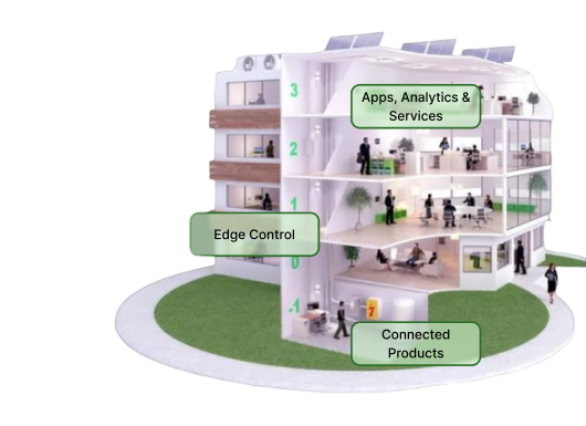 3
Apps, Analytics &
Services
2
1
Edge Control
0
-1
Connected
Products